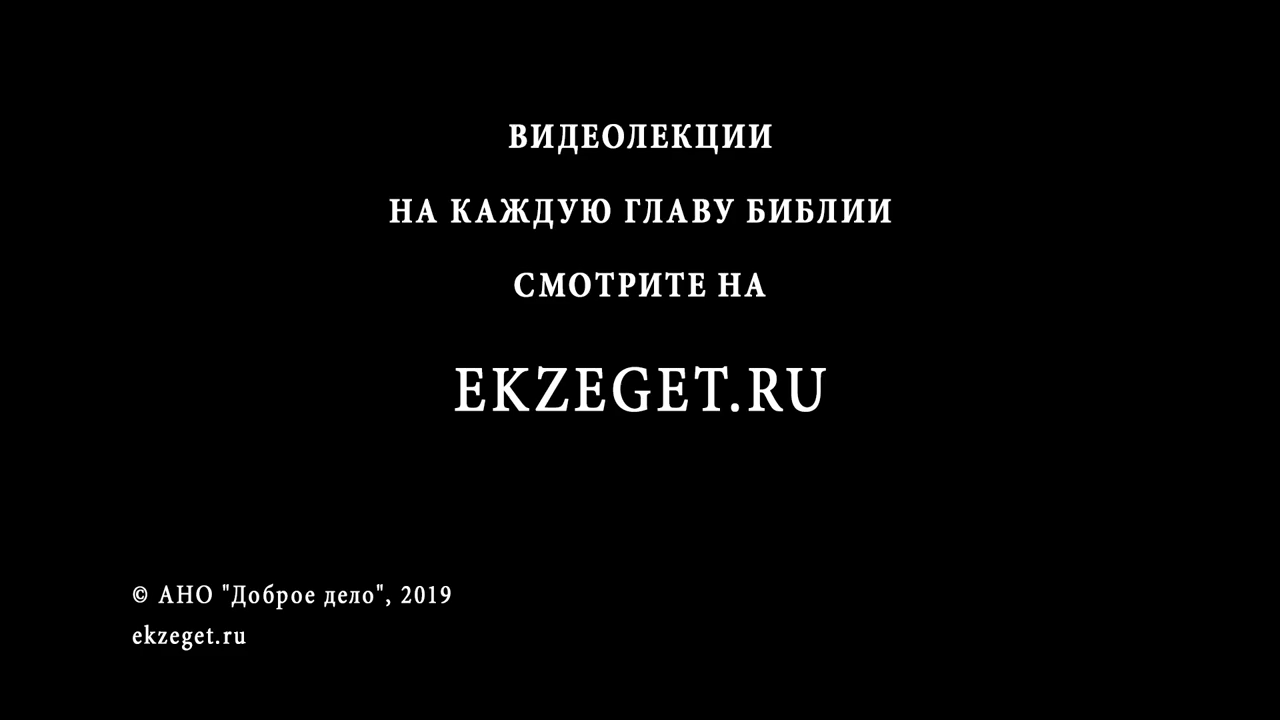 ВИДЕОЛЕКЦИИ
НА КАЖДУЮ ГЛАВУ БИБЛИИ
СМОТРИТЕ НА
EKZEGET.RU
© АНО "Доброе дело", 2019
ekzeget.ru